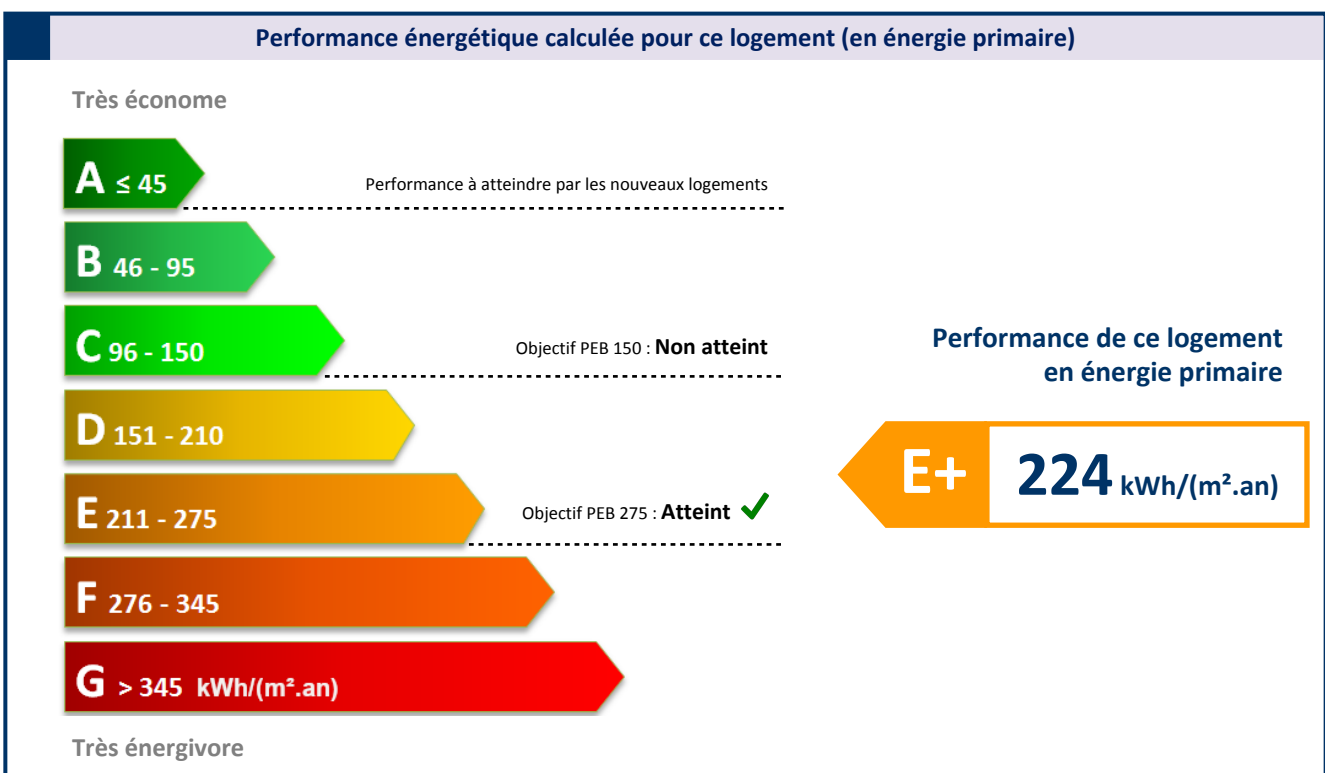 Performance énergétique calculée pour ce logement (en énergie primaire)
Très économe
A ≤ 45
Performance à atteindre par les nouveaux logements
B 46 - 95
C 96 - 150
Objectif PEB 150 : Non atteint
D 151 - 210
E 211 - 275
Objectif PEB 275 : Atteint ✓
F 276 - 345
G > 345 kWh/(m².an)
Très énergivore
Performance de ce logement
en énergie primaire
E+ 224 kWh/(m².an)